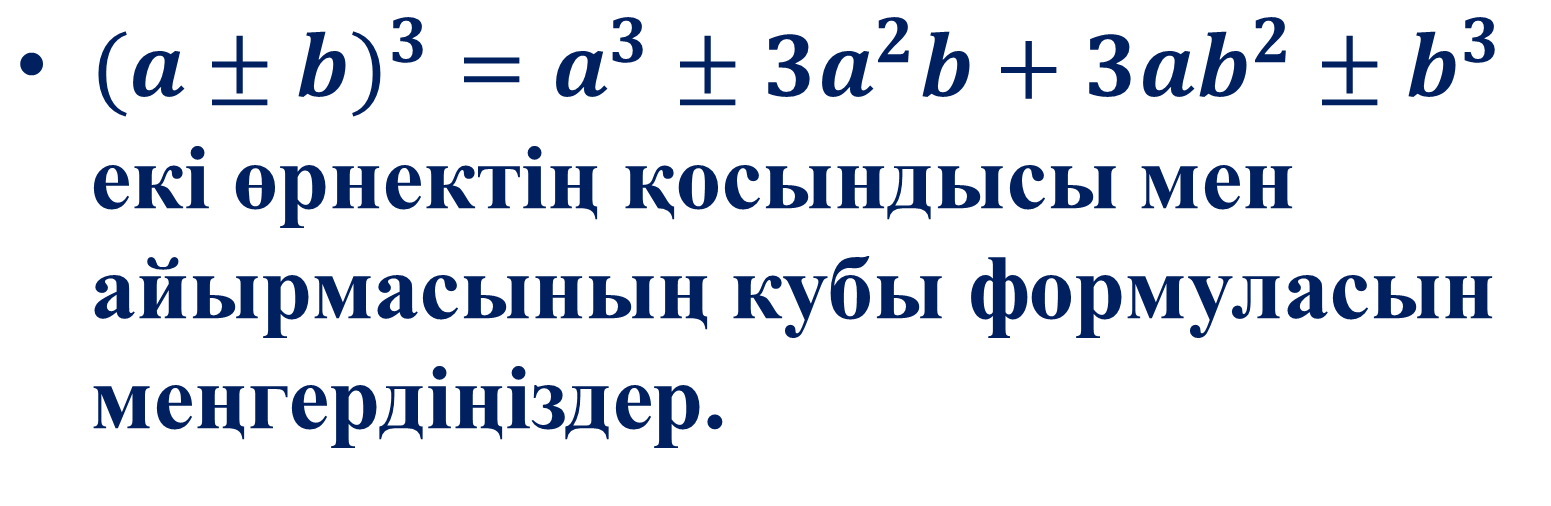 • (a ± b)³ = a³ ± 3a²b + 3ab² ± b³
екі өрнектің қосындысы мен
айырмасының кубы формуласын
меңгердіңіздер.